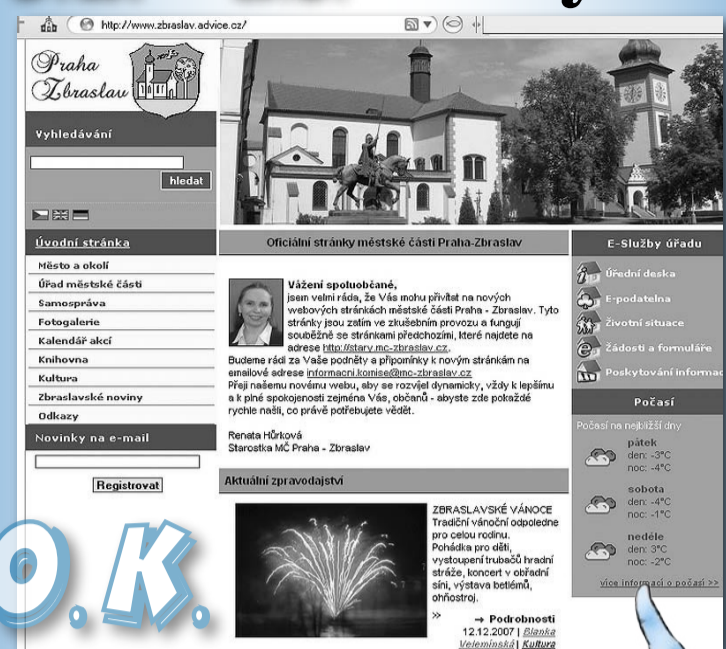 http://www.zbraslav.advice.cz/
Praha
Zbraslav
Vyhledávání
hledat
Úvodní stránka
Město a okolí
Úřad městské části
Samospráva
Fotogalerie
Kalendář akcí
Knihovna
Kultura
Zbraslavské noviny
Odkazy
Novinky na e-mail
Registrovat
Oficiální stránky městské části Praha-Zbraslav
Vážení spoluobčané,
jsem velmi ráda, že Vás mohu přivítat na nových
webových stránkách městské části Praha - Zbraslav. Tyto
stránky jsou zatím ve zkušebním provozu a fungují
souběžně se stránkami předchozími, které najdete na
adrese http://stary.mc-zbraslav.cz.
Budeme rádi za Vaše podněty a připomínky k novým stránkám na
emailové adrese informacni.komise@mc-zbraslav.cz
Přeji našemu novému webu, aby se rozvíjel dynamicky, vždy k lepšímu
a k plné spokojenosti zejména Vás, občanů - abyste zde pokaždé
rychle našli, co právě potřebujete vědět.
Renata Hůrková
Starostka MČ Praha - Zbraslav
Aktuální zpravodajství
ZBRASLAVSKÉ VÁNOCE
Tradiční vánoční odpoledne
pro celou rodinu.
Pohádka pro děti,
vystoupení trubačů hradní
stráže, koncert v obřadní
síni, výstava betlémů,
ohňostroj.
» → Podrobnosti
12.12.2007 | Blanka
Velemínská | Kultura
E-Služby úřadu
Úřední deska
E-podatelna
Životní situace
Žádosti a formuláře
Poskytování informac
Počasí
Počasí na nejbližší dny
pátek
den: -3°C
noc: -4°C
sobota
den: -4°C
noc: -1°C
neděle
den: 3°C
noc: -2°C
více informací o počasí >>
O.K.